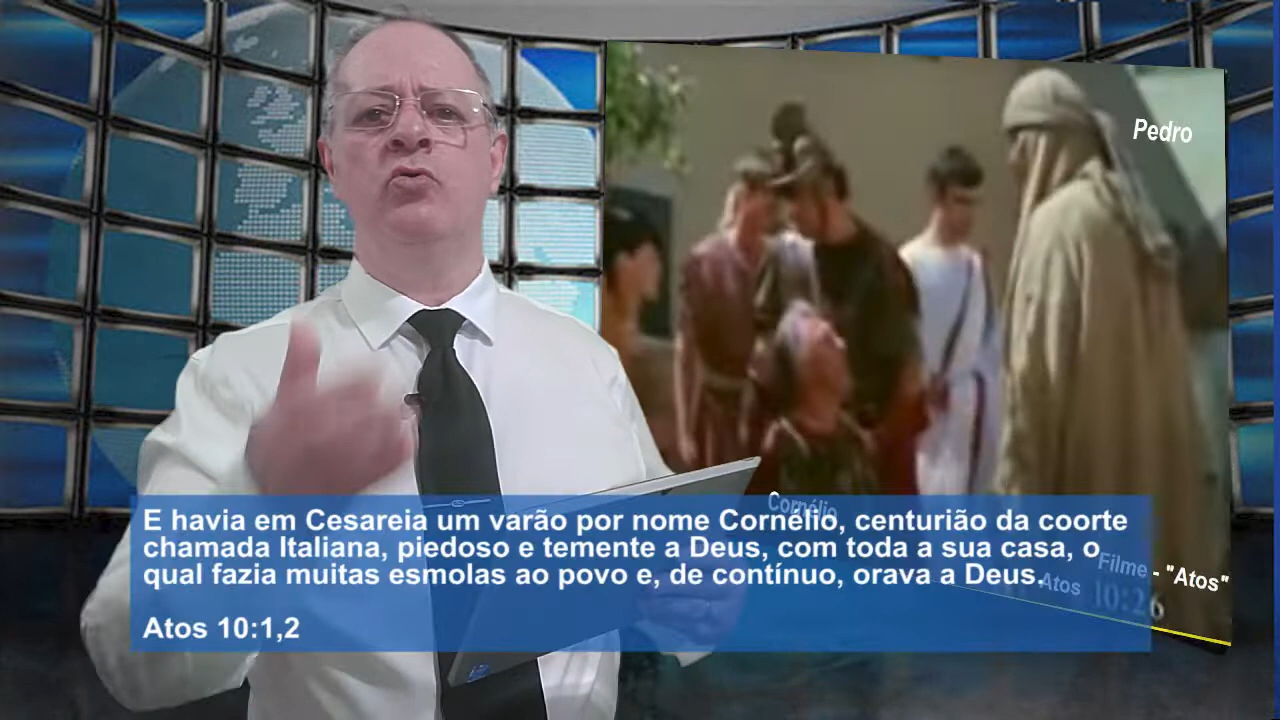 Pedro
Cornélio
E havia em Cesareia um varão por nome Cornélio, centurião da coorte
chamada Italiana, piedoso e temente a Deus, com toda a sua casa, o
qual fazia muitas esmolas ao povo e, de contínuo, orava a Deus.
Atos 10:1,2
Filme - "Atos"
Atos 10:26